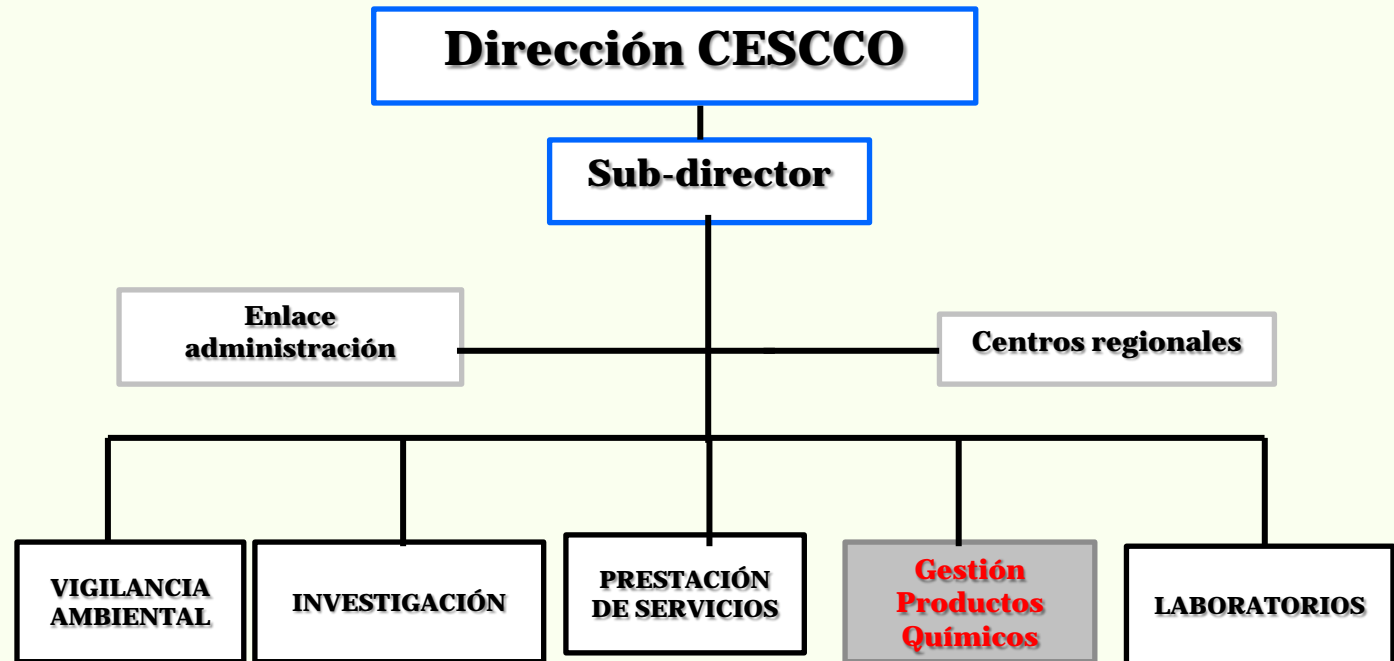 Dirección CESCCO
Sub-director
Enlace
administración
Centros regionales
VIGILANCIA
AMBIENTAL
INVESTIGACIÓN
PRESTACIÓN
DE SERVICIOS
Gestión
Productos
Químicos
LABORATORIOS